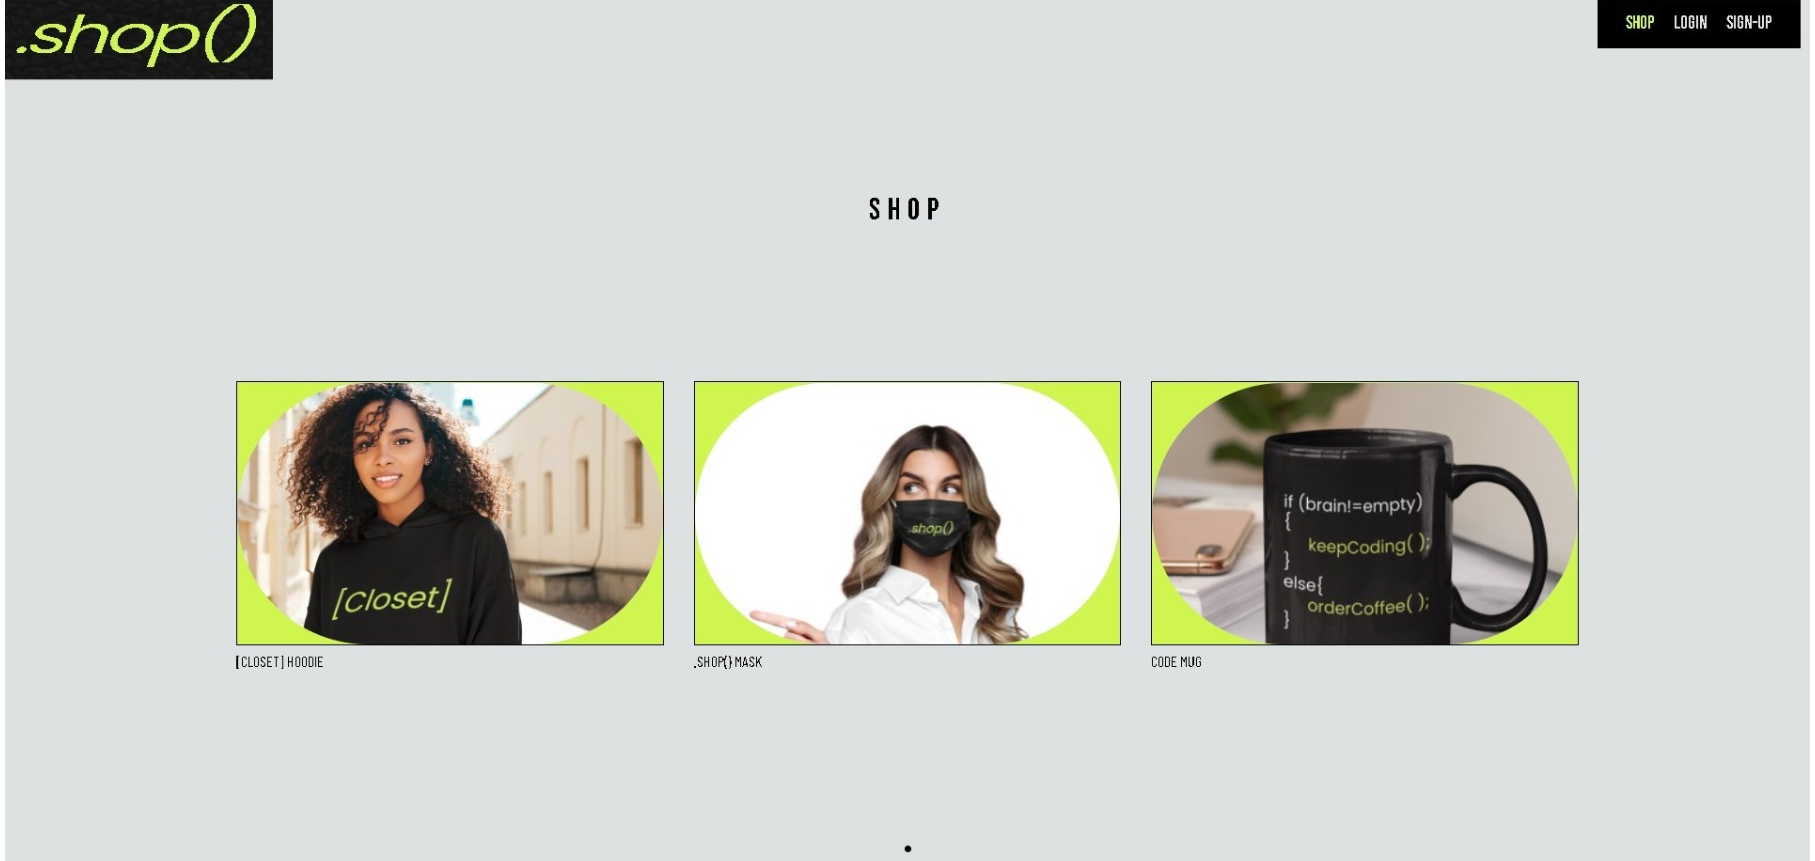 .shop()
SHOP LOGIN SIGN-UP
SHOP
[Closet]
.shop()
if (brain!=empty)
{
keepCoding( );
}
else{
orderCoffee( );
}
[CLOSET] HOODIE
.SHOP() MASK
CODE MUG